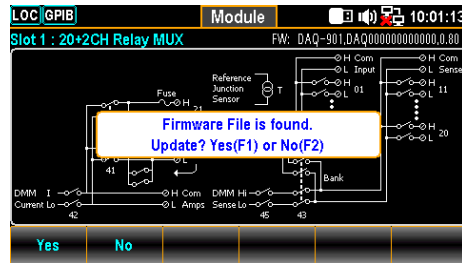 LOC GPIB Module 10:01:13
Slot 1 : 20+2CH Relay MUX FW: DAQ-901,DAQ000000000000,0.80
H Com H Com
L Input L Sense
Reference
Junction
Sensor
T
H 01 H 11
L L
Fuse
H 21
Firmware File is found.
Update? Yes(F1) or No(F2)
H 20
L
41
Bank
DMM I H Com DMM Hi
Current Lo L Amps Sense Lo
42 45 43
Yes No